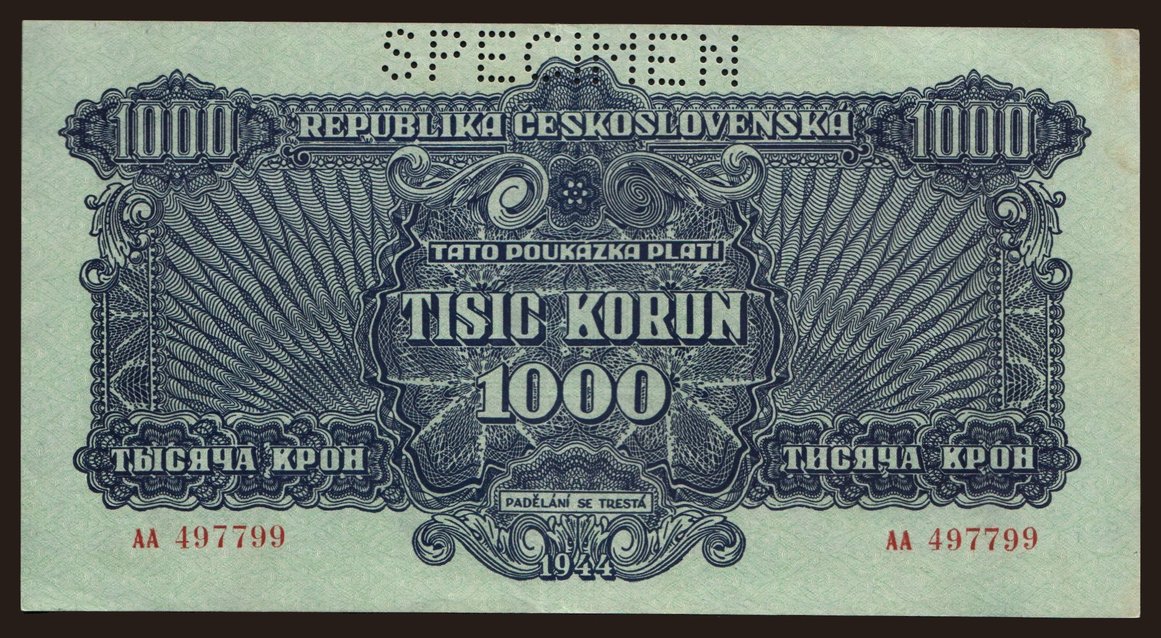 SPECIMEN
1000 REPUBLIKA ČESKOSLOVENSKÁ 1000
TATO POUKÁZKA PLATÍ
TISIC KORUN
1000
ТЫСЯЧА КРОН ТИСЯЧА КРОН
PADĚLÁNÍ SE TRESTÁ
AA 497799 AA 497799
1944